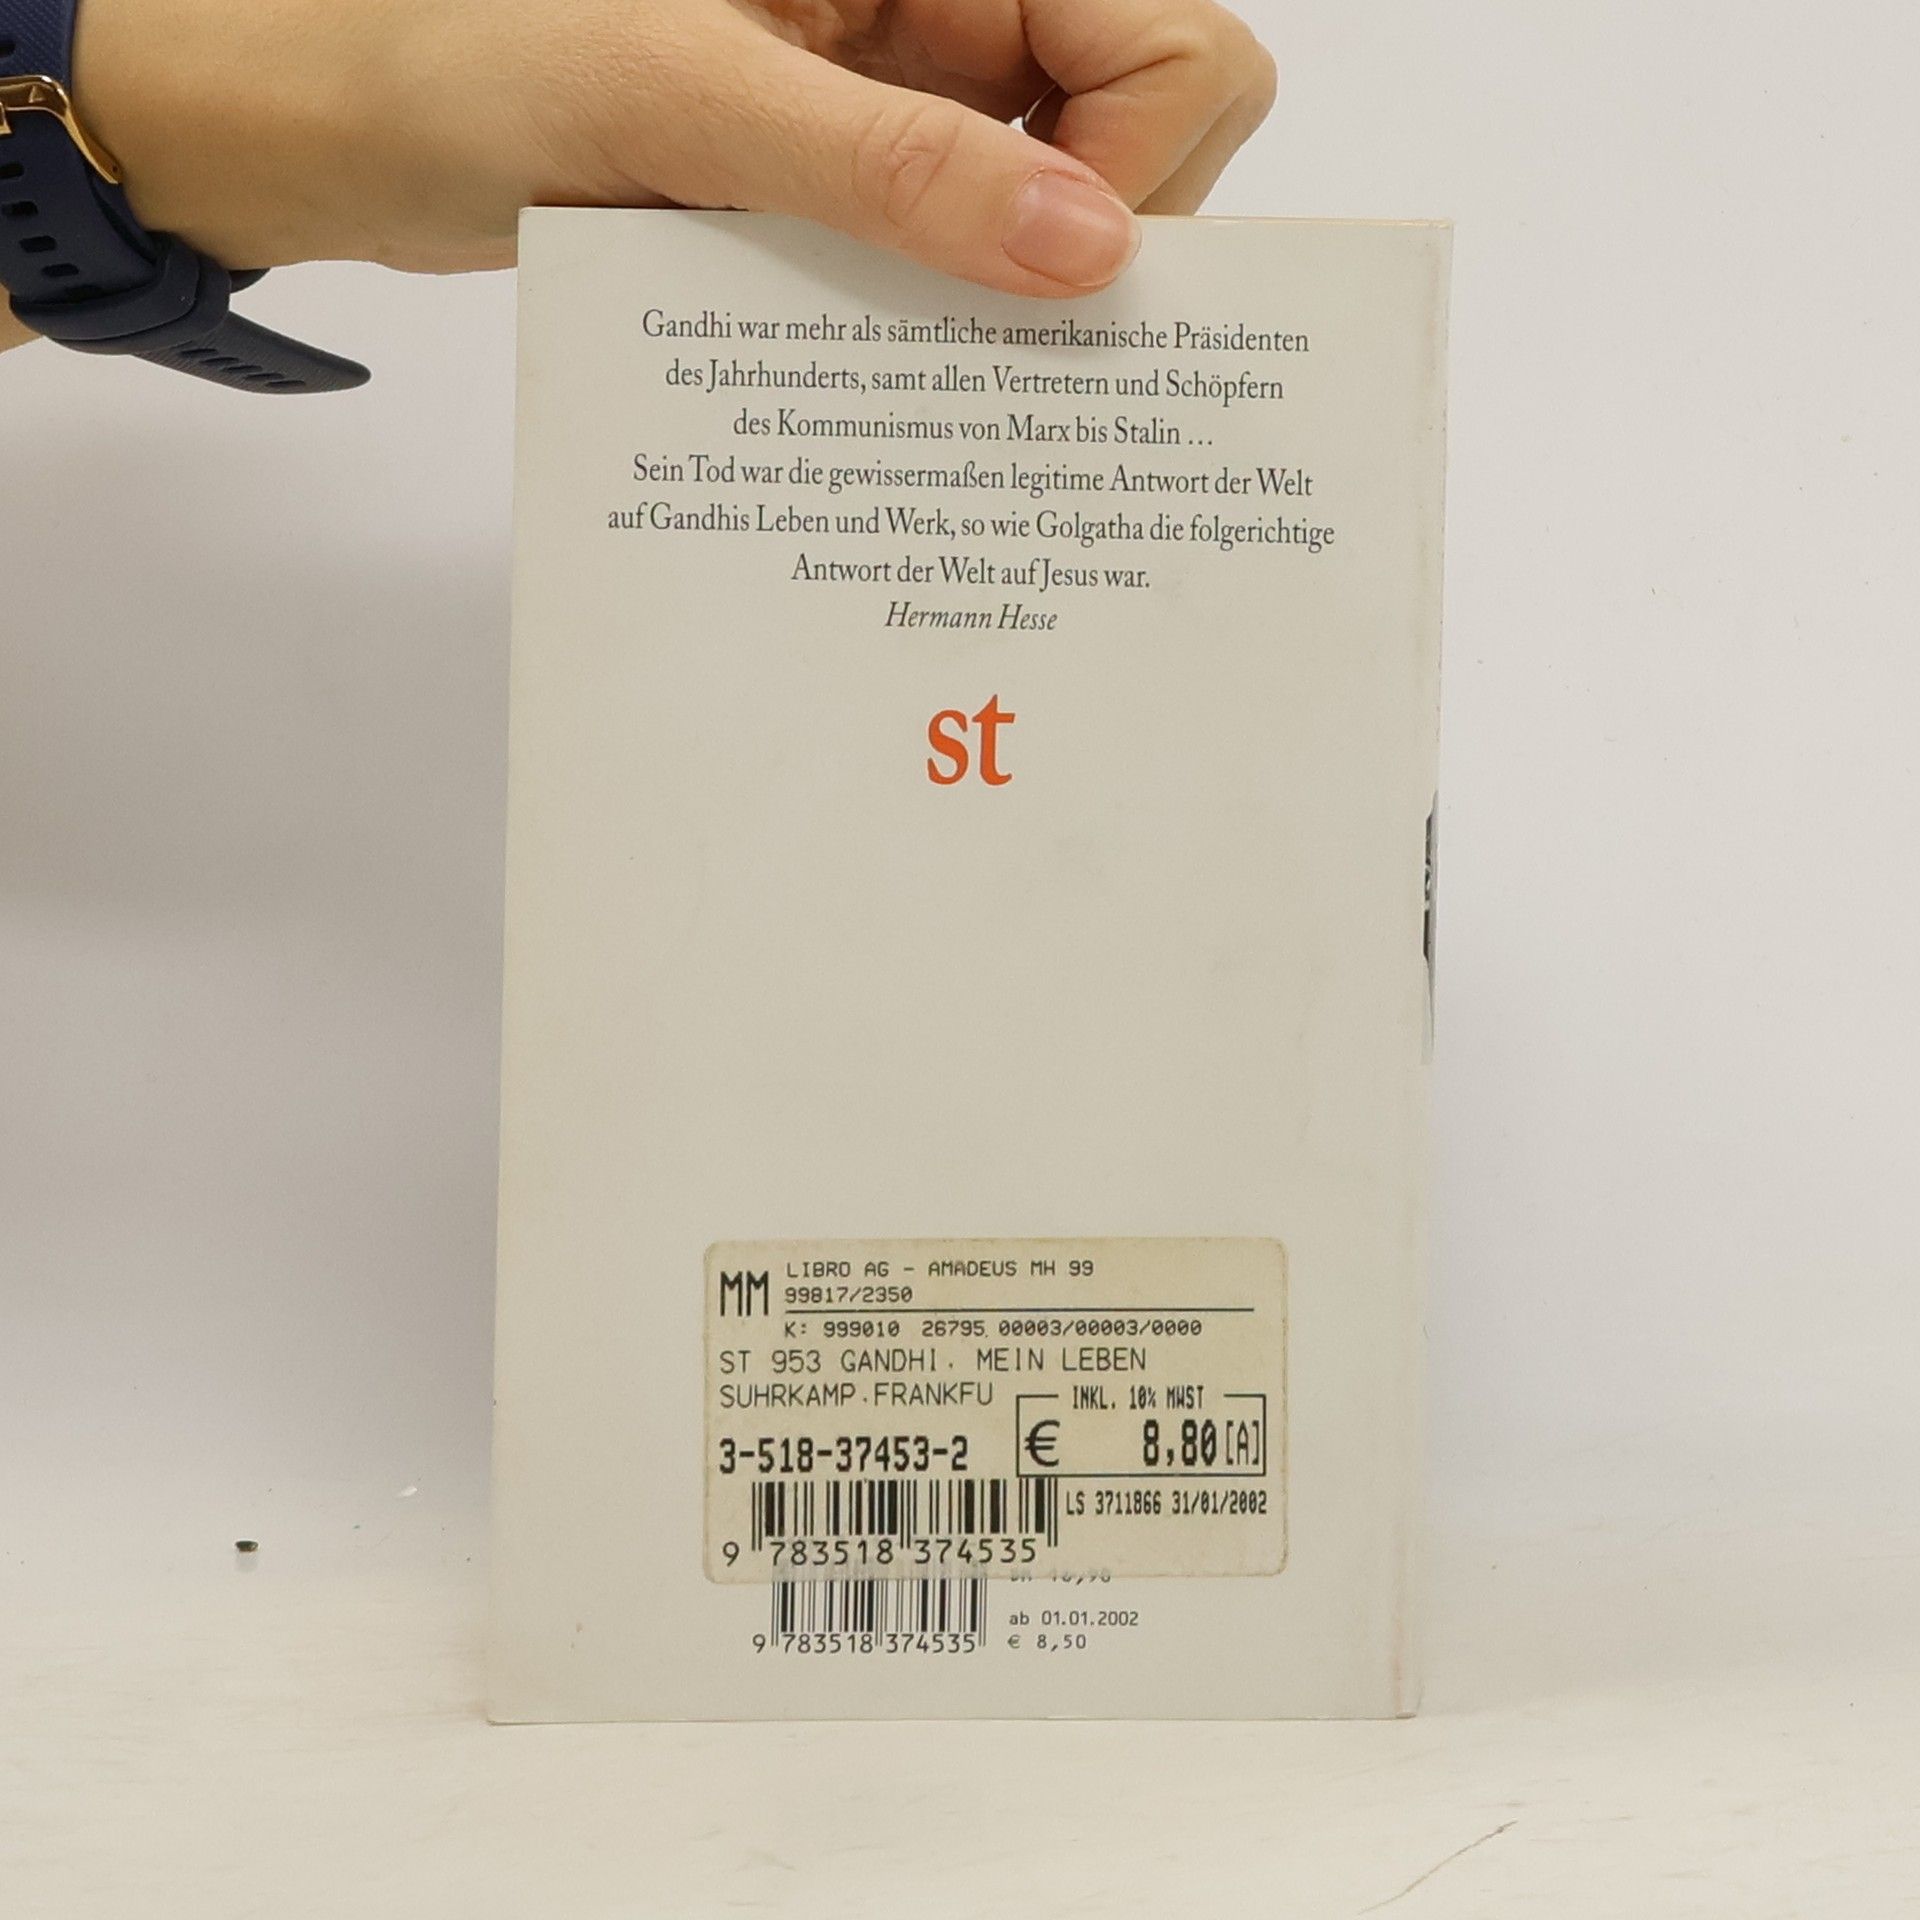 Gandhi war mehr als sämtliche amerikanische Präsidenten
des Jahrhunderts, samt allen Vertretern und Schöpfern
des Kommunismus von Marx bis Stalin …
Sein Tod war die gewissermaßen legitime Antwort der Welt
auf Gandhis Leben und Werk, so wie Golgatha die folgerichtige
Antwort der Welt auf Jesus war.
Hermann Hesse
st
MM LIBRO AG - AMADEUS MH 99
99817/2350
K: 999010 26795. 00003/00003/0000
ST 953 GANDHI. MEIN LEBEN
SUHRKAMP.FRANKFU
INKL. 10% MWST
3-518-37453-2
€ 8,80[A]
LS 3711866 31/01/2002
9 783518 374535
ab 01.01.2002
9 783518 374535
€ 8,50